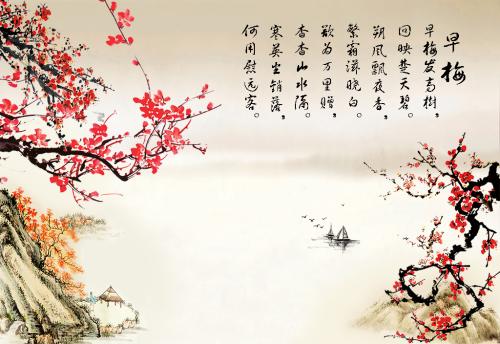 早梅
早梅发高樹，
回映楚天碧。
朔風飘夜香，
繁霜滋晓白。
欲为万里赠，
杳杳山水隔。
寒英坐销落，
何用慰远客。